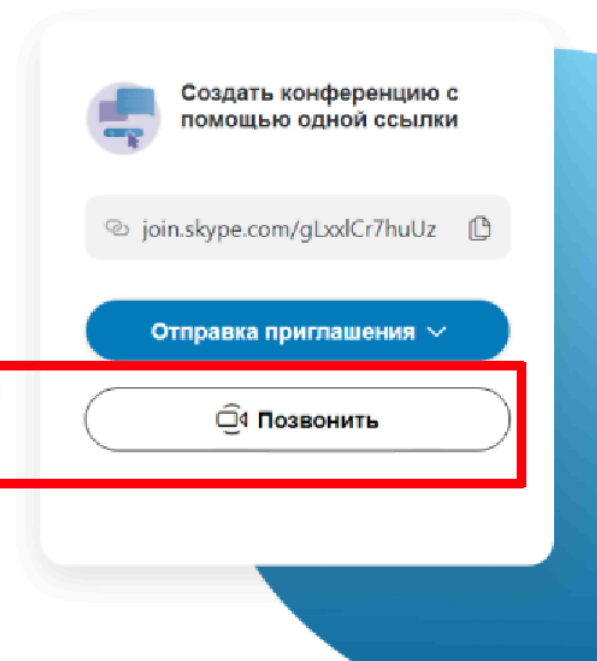 Создать конференцию с
помощью одной ссылки
join.skype.com/gLxxlCr7huUz
Отправка приглашения
Позвонить